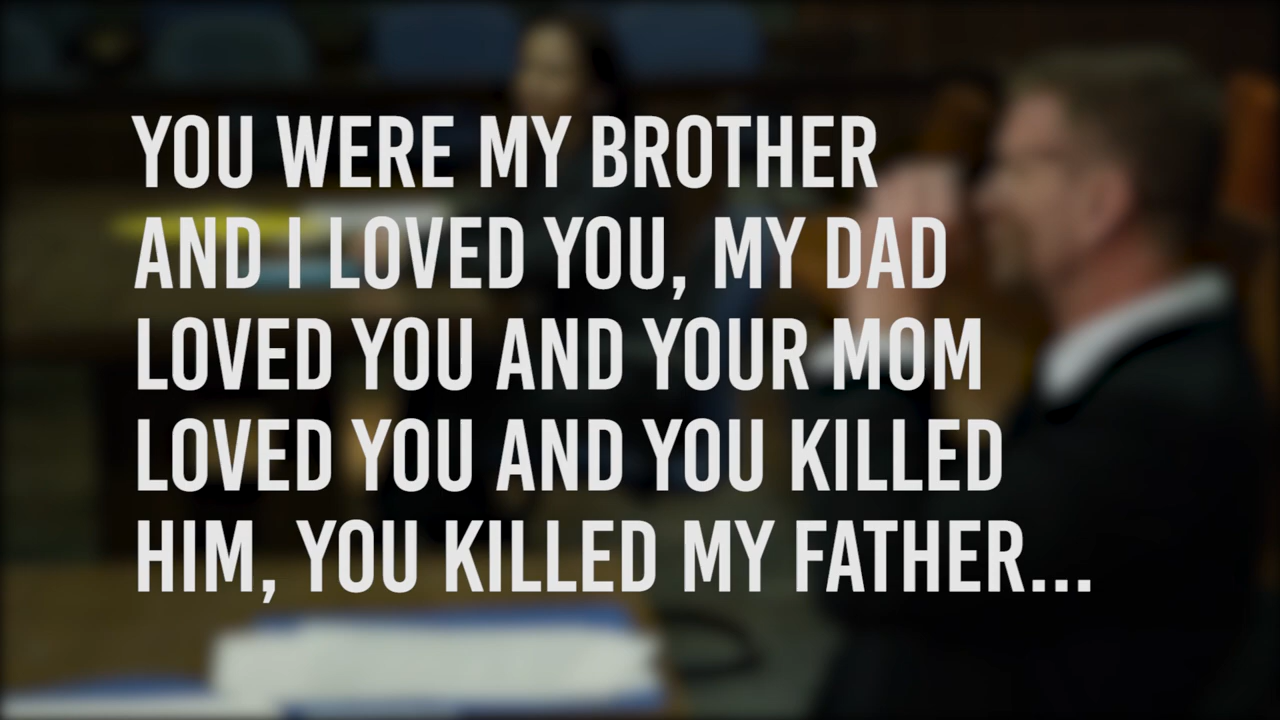 YOU WERE MY BROTHER
AND I LOVED YOU, MY DAD
LOVED YOU AND YOUR MOM
LOVED YOU AND YOU KILLED
HIM, YOU KILLED MY FATHER...